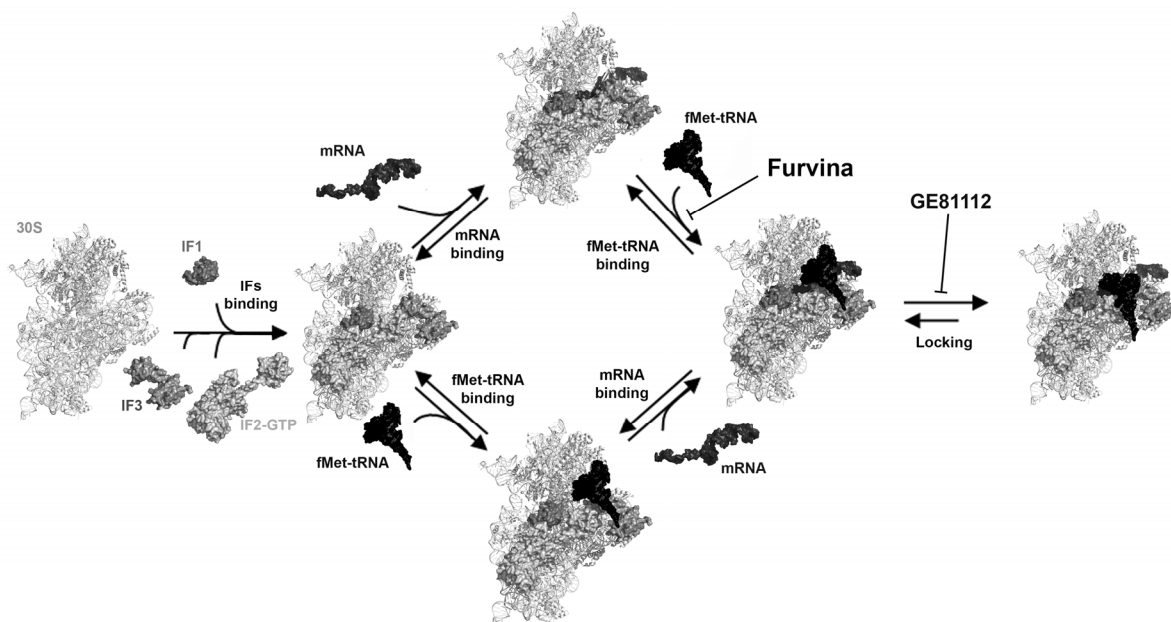 fMet-tRNA
mRNA
Furvina
GE81112
30S
IF1
mRNA
binding
fMet-tRNA
binding
IFs
binding
Locking
IF3
IF2-GTP
fMet-tRNA
binding
mRNA
binding
fMet-tRNA
mRNA